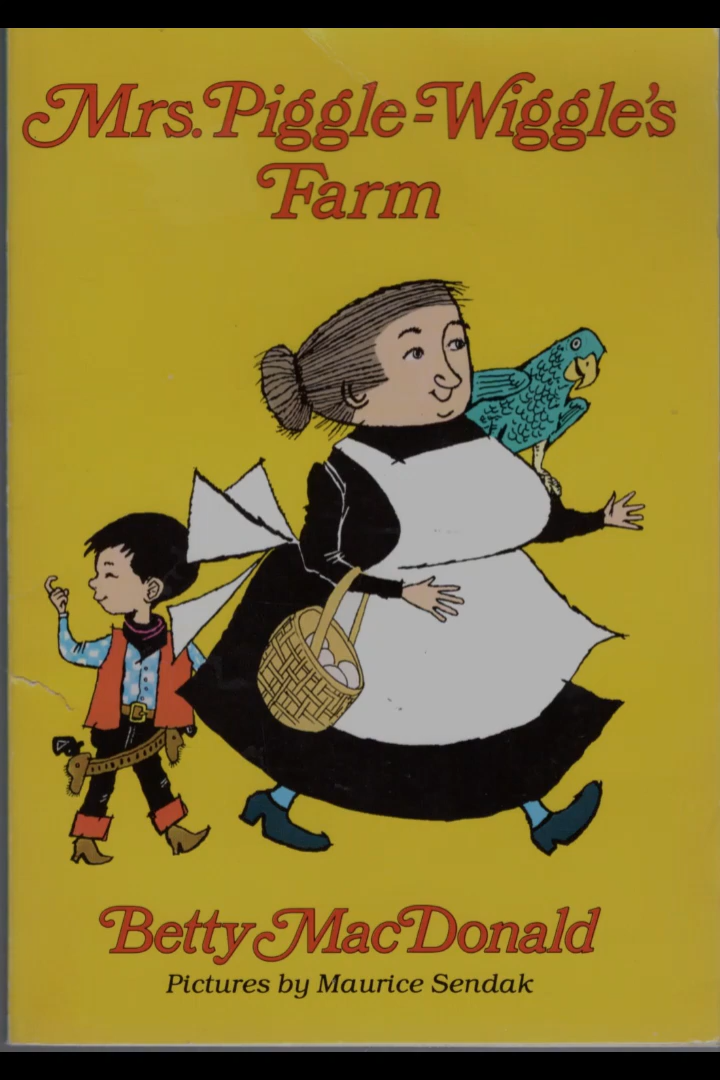 Mrs. Piggle-Wiggle's
Farm
Betty MacDonald
Pictures by Maurice Sendak